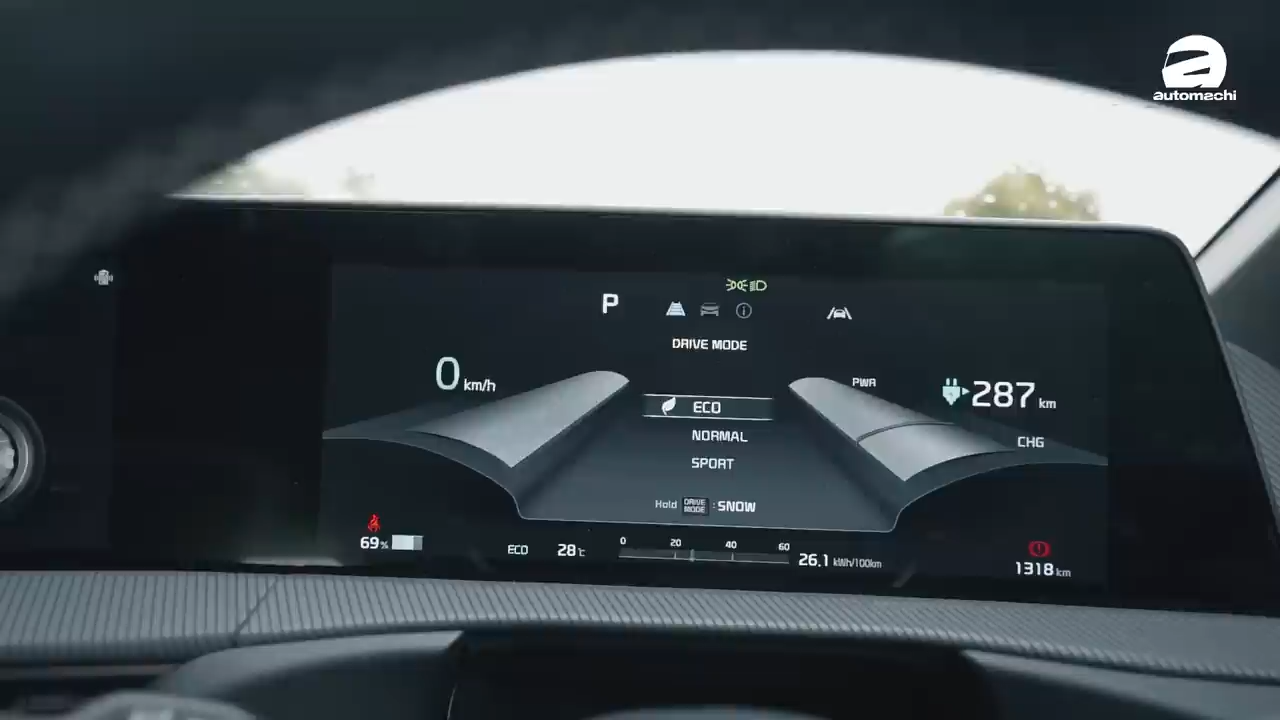 automachi
P
DRIVE MODE
0 km/h
PWR
287 km
ECO
CHG
NORMAL
SPORT
Hold DRIVE MODE : SNOW
69%
ECO
28°c
0 20 40 60
26.1 kWh/100km
1318 km